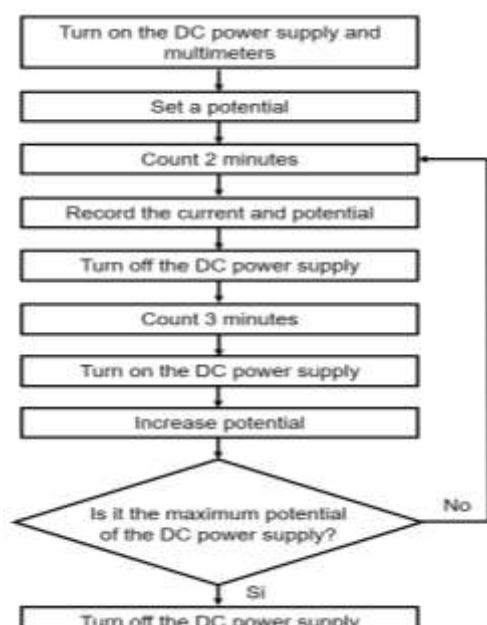 Turn on the DC power supply and
multimeters
Set a potential
Count 2 minutes
Record the current and potential
Turn off the DC power supply
Count 3 minutes
Turn on the DC power supply
Increase potential
Is it the maximum potential
of the DC power supply?
No
Si
Turn off the DC power supply